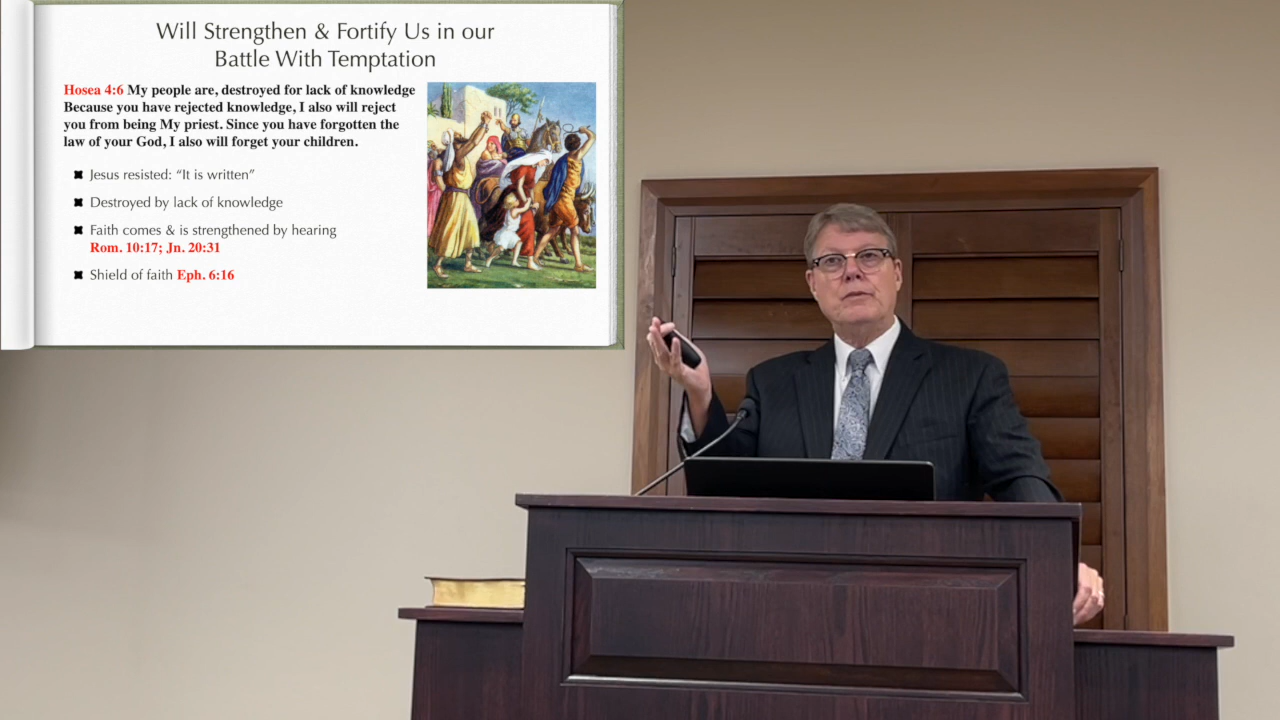 Will Strengthen & Fortify Us in our
Battle With Temptation
Hosea 4:6 My people are, destroyed for lack of knowledge
Because you have rejected knowledge, I also will reject
you from being My priest. Since you have forgotten the
law of your God, I also will forget your children.
Jesus resisted: “It is written”
Destroyed by lack of knowledge
Faith comes & is strengthened by hearing
Rom. 10:17; Jn. 20:31
Shield of faith Eph. 6:16